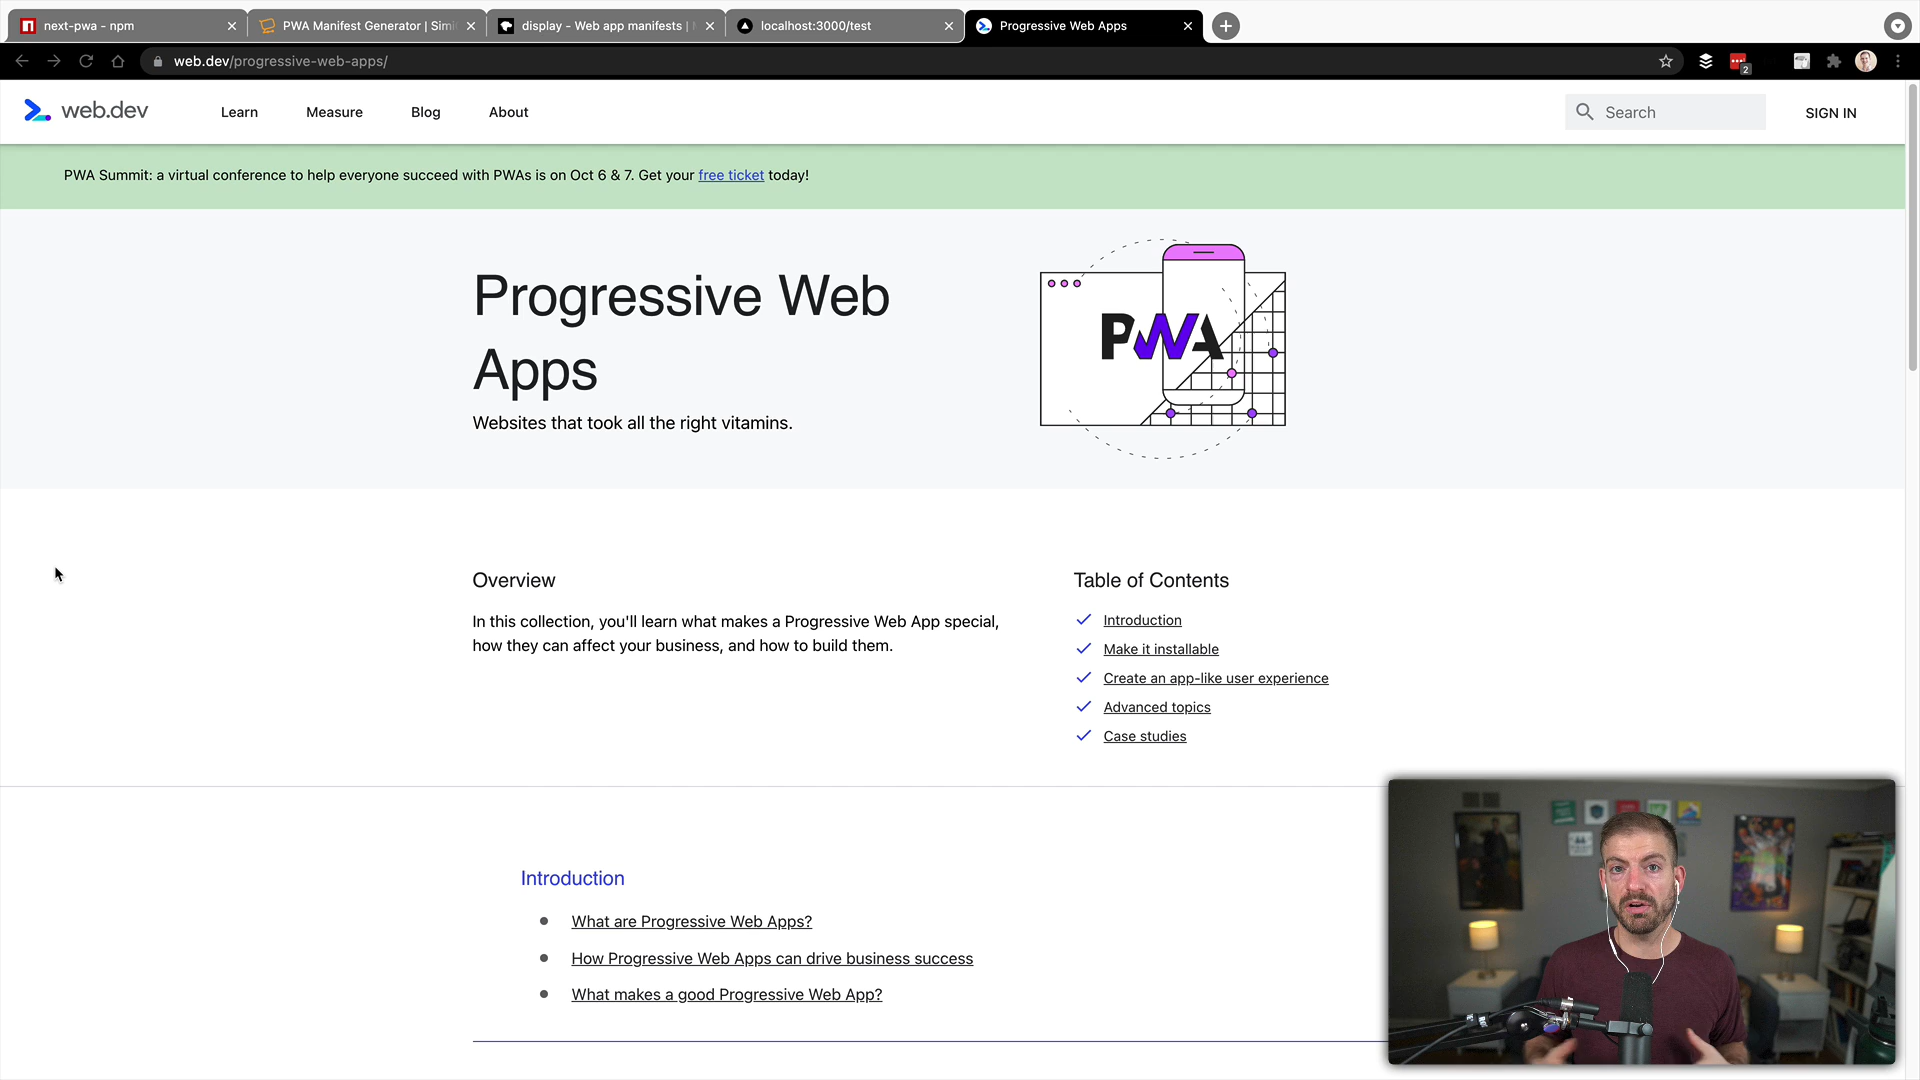 next-pwa - npm
PWA Manifest Generator | Simi
display - Web app manifests |
localhost:3000/test
Progressive Web Apps
web.dev/progressive-web-apps/
2
web.dev
Learn
Measure
Blog
About
Search
SIGN IN
PWA Summit: a virtual conference to help everyone succeed with PWAs is on Oct 6 & 7. Get your free ticket today!
Progressive Web
Apps
Websites that took all the right vitamins.
PWA
Overview
In this collection, you'll learn what makes a Progressive Web App special,
how they can affect your business, and how to build them.
Table of Contents
Introduction
Make it installable
Create an app-like user experience
Advanced topics
Case studies
Introduction
What are Progressive Web Apps?
How Progressive Web Apps can drive business success
What makes a good Progressive Web App?